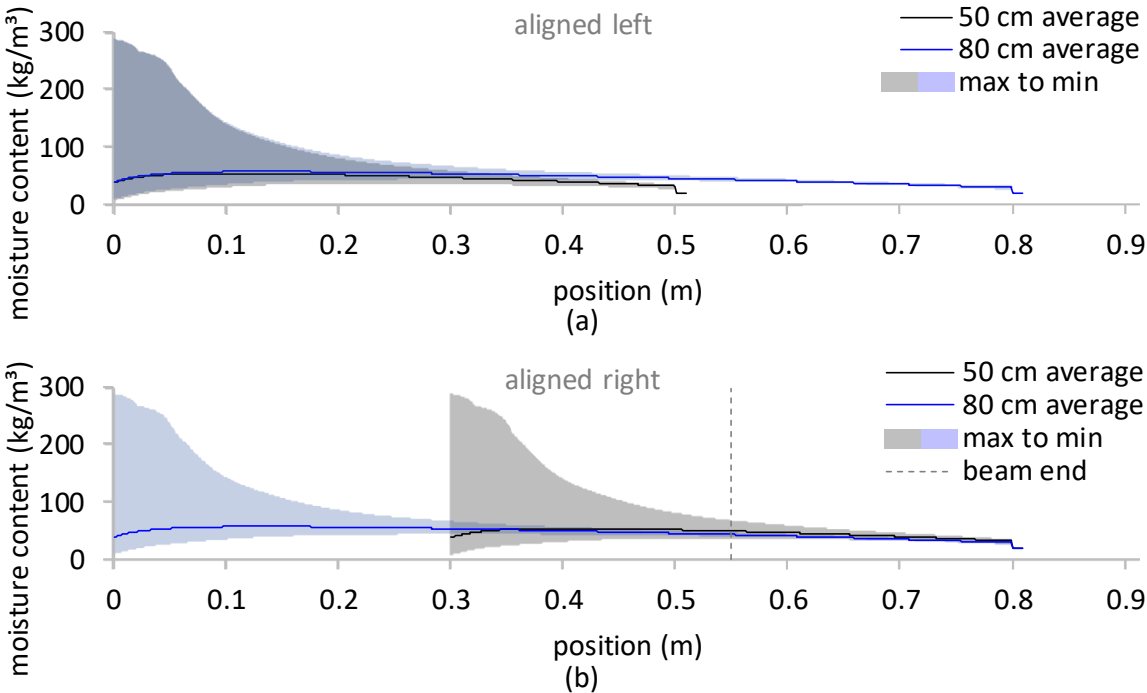 aligned left
50 cm average
80 cm average
max to min
moisture content (kg/m³)
300
200
100
0
0 0.1 0.2 0.3 0.4 0.5 0.6 0.7 0.8 0.9
position (m)
(a)
aligned right
50 cm average
80 cm average
max to min
beam end
moisture content (kg/m³)
300
200
100
0
0 0.1 0.2 0.3 0.4 0.5 0.6 0.7 0.8 0.9
position (m)
(b)